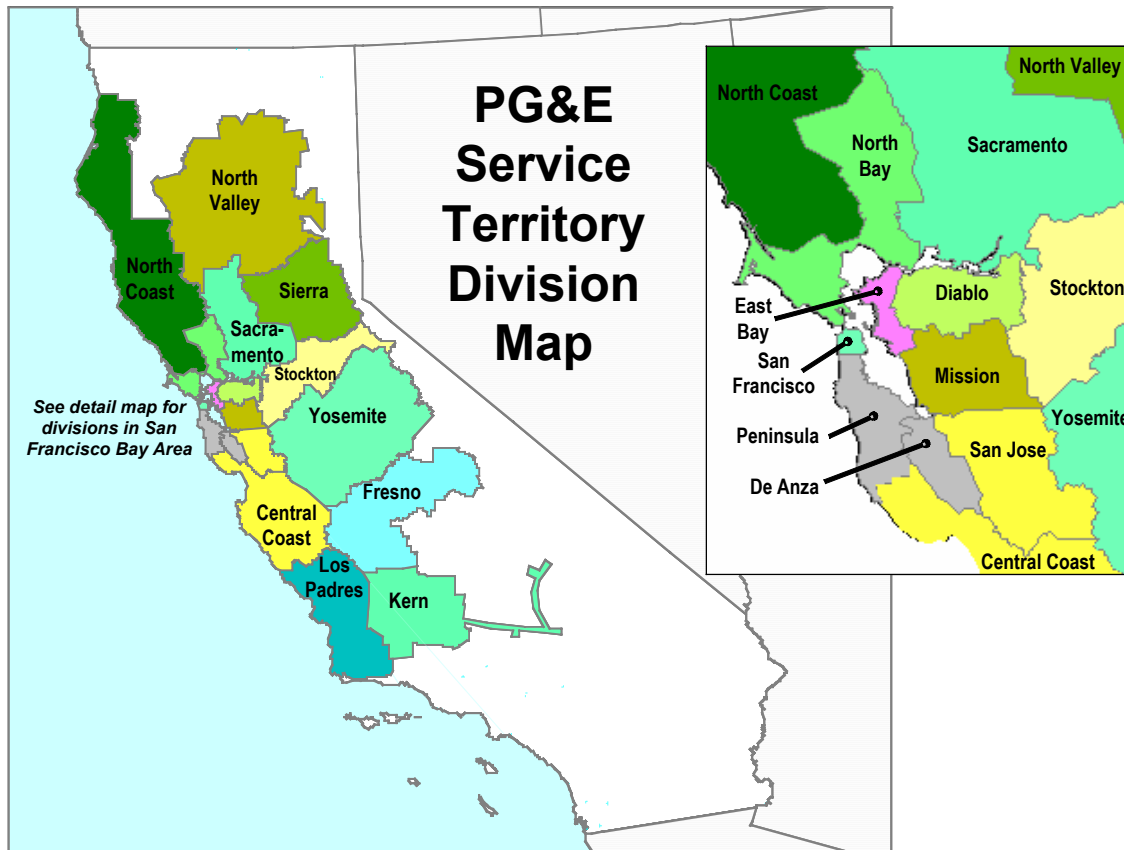 PG&E
Service
Territory
Division
Map
North
Valley
North
Coast
Sierra
Sacra-
mento
Stockton
Yosemite
See detail map for
divisions in San
Francisco Bay Area
Fresno
Central
Coast
Los
Padres
Kern
North Valley
North Coast
North
Bay
Sacramento
East
Bay
Diablo
Stockton
San
Francisco
Mission
Peninsula
San Jose
Yosemite
De Anza
Central Coast